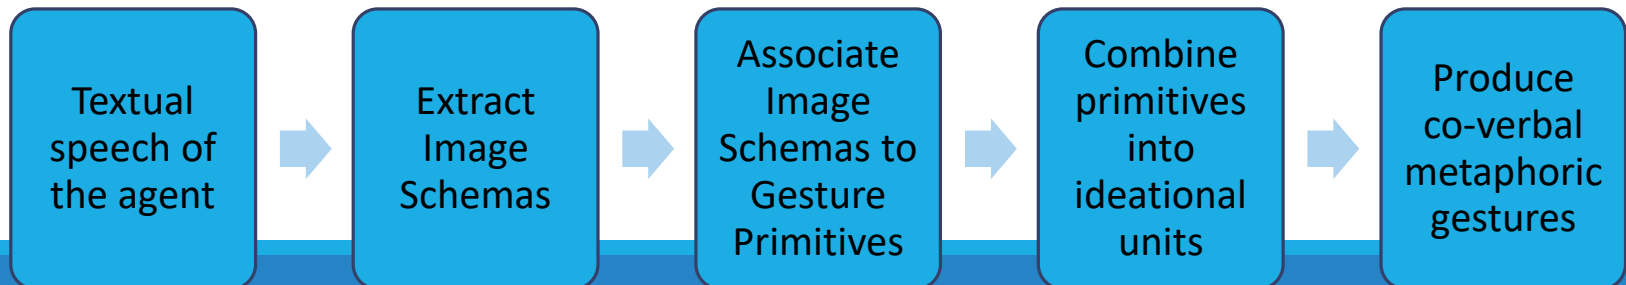 Textual
speech of
the agent
Extract
Image
Schemas
Associate
Image
Schemas to
Gesture
Primitives
Combine
primitives
into
ideational
units
Produce
co-verbal
metaphoric
gestures